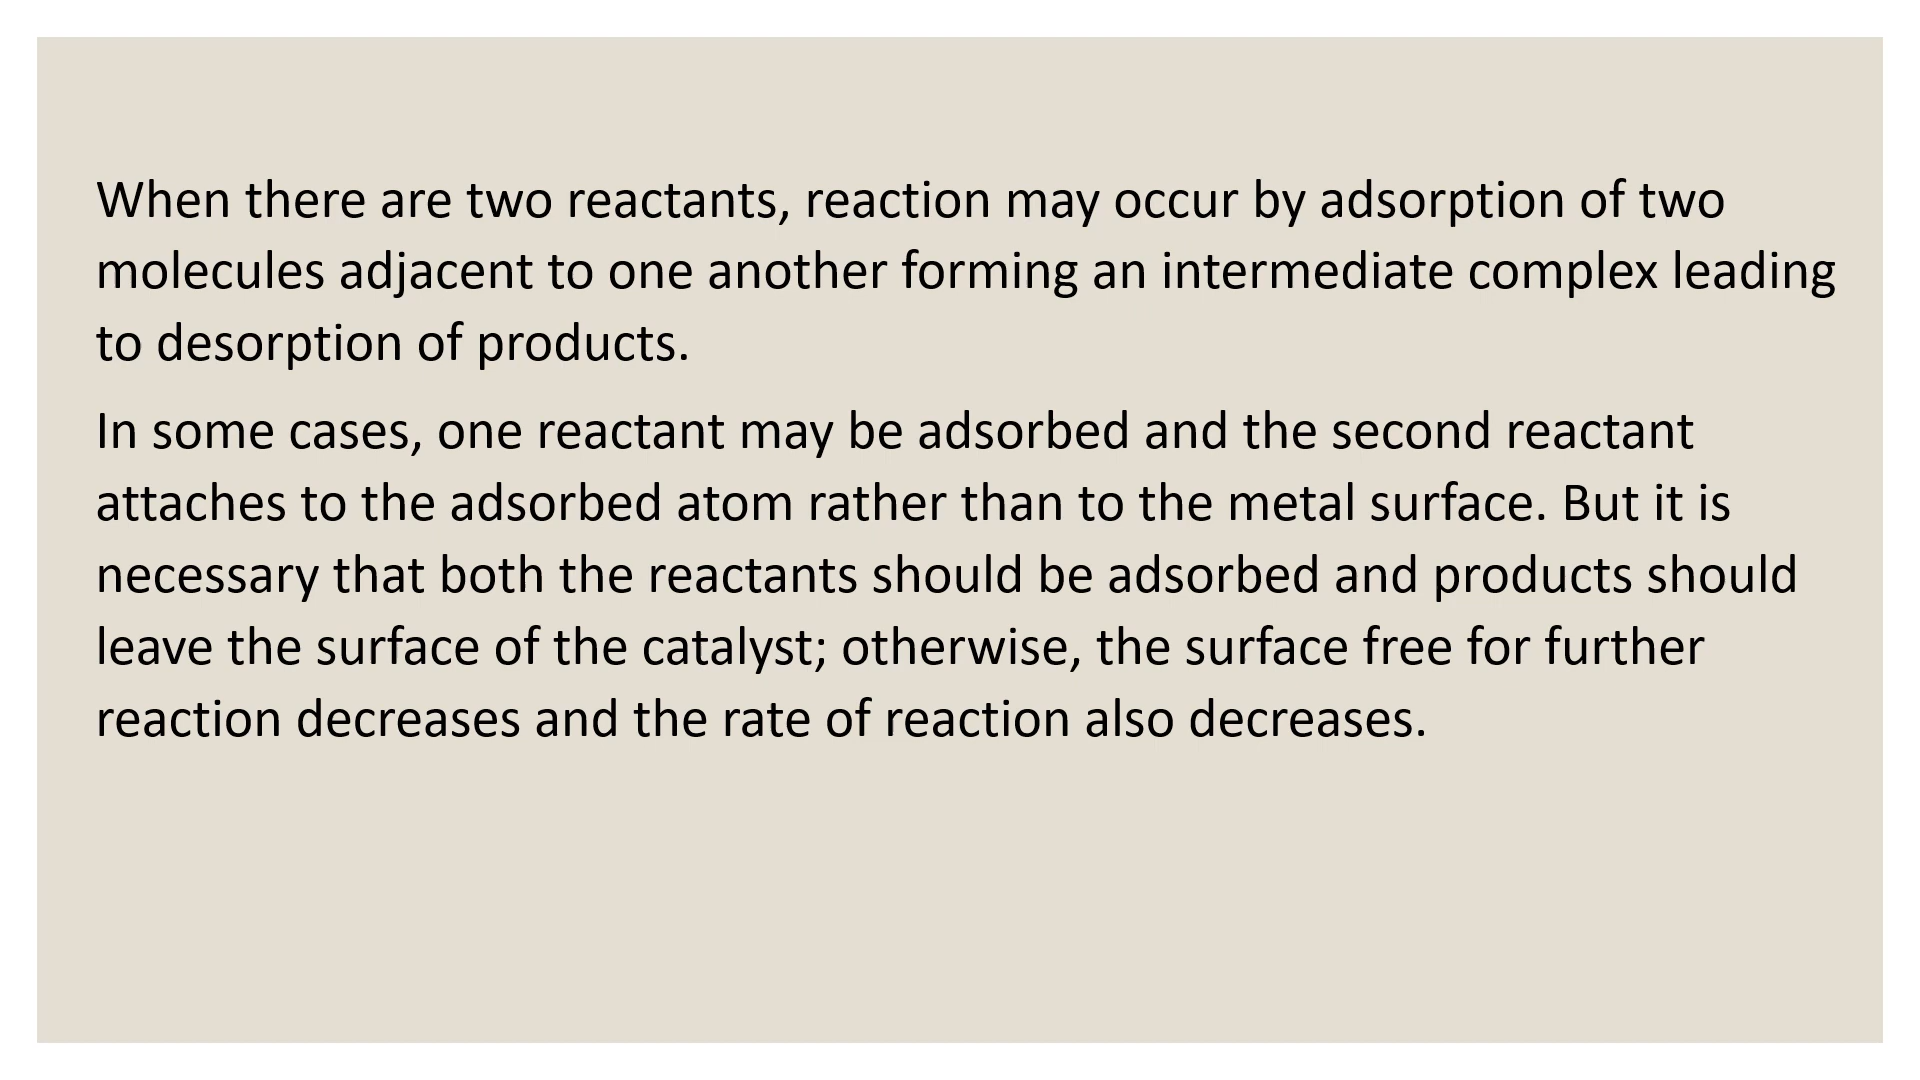 When there are two reactants, reaction may occur by adsorption of two
molecules adjacent to one another forming an intermediate complex leading
to desorption of products.
In some cases, one reactant may be adsorbed and the second reactant
attaches to the adsorbed atom rather than to the metal surface. But it is
necessary that both the reactants should be adsorbed and products should
leave the surface of the catalyst; otherwise, the surface free for further
reaction decreases and the rate of reaction also decreases.